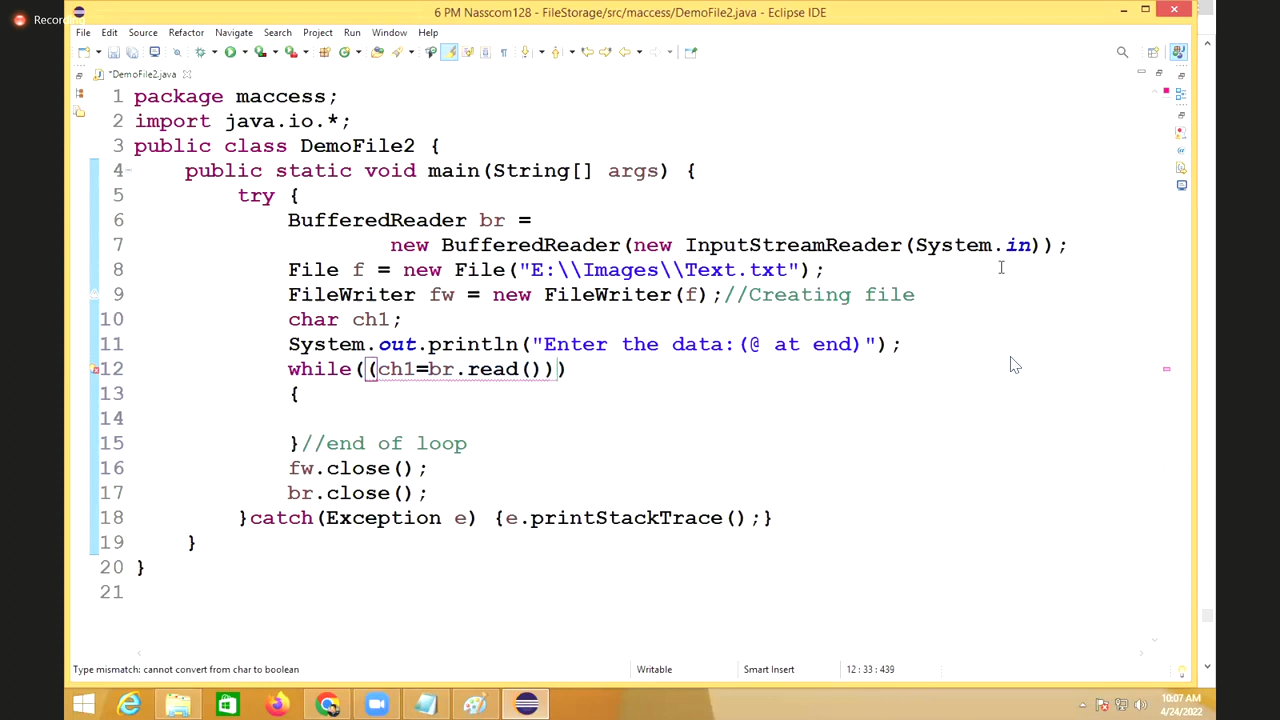 Recording
6 PM Nasscom128 - FileStorage/src/maccess/DemoFile2.java - Eclipse IDE
File Edit Source Refactor Navigate Search Project Run Window Help
*DemoFile2.java
1 package maccess;
2 import java.io.*;
3 public class DemoFile2 {
4 public static void main(String[] args) {
5 try {
6 BufferedReader br =
7 new BufferedReader(new InputStreamReader(System.in));
8 File f = new File("E:\\Images\\Text.txt");
9 FileWriter fw = new FileWriter(f);//Creating file
10 char ch1;
11 System.out.println("Enter the data:(@ at end)");
12 while((ch1=br.read()))
13 {
14
15 }//end of loop
16 fw.close();
17 br.close();
18 }catch(Exception e) {e.printStackTrace();}
19 }
20 }
21
Type mismatch: cannot convert from char to boolean Writable Smart Insert 12 : 33 : 439
10:07 AM
4/24/2022